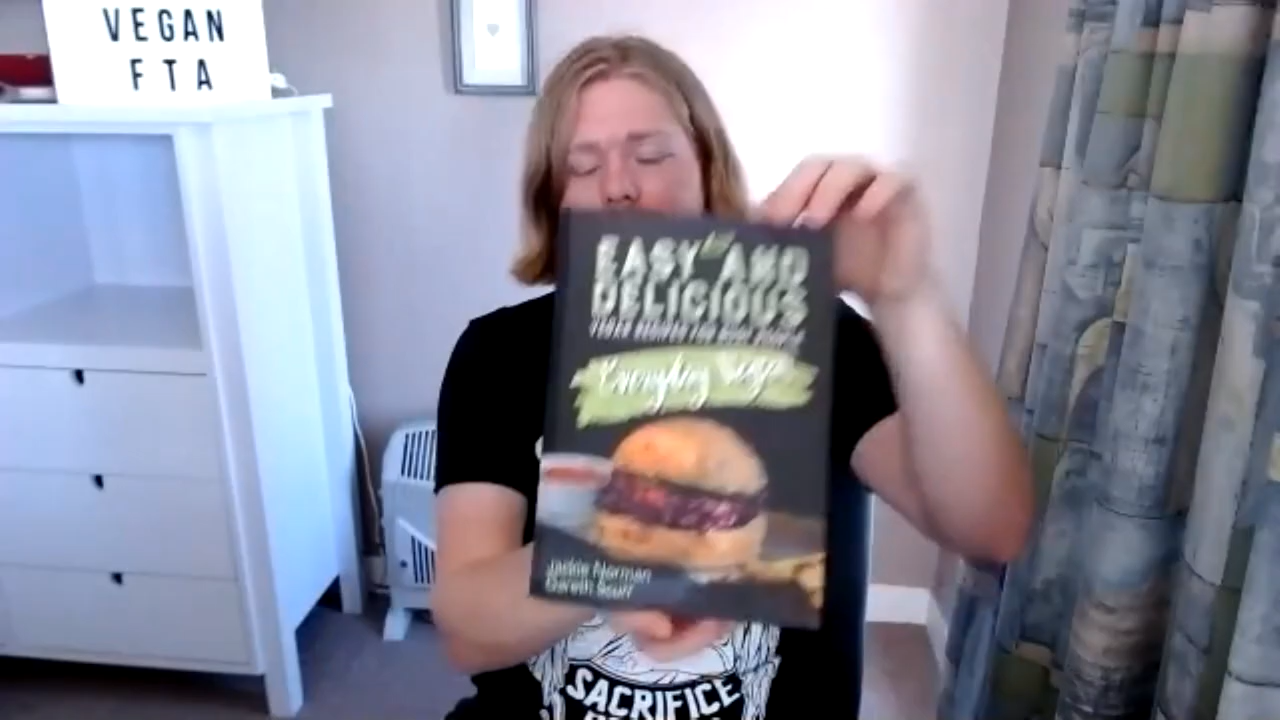 VEGAN
FTA
EASY AND
DELICIOUS
Everyday Vegan
Jackie Norman
Gareth Scurr
SACRIFICE